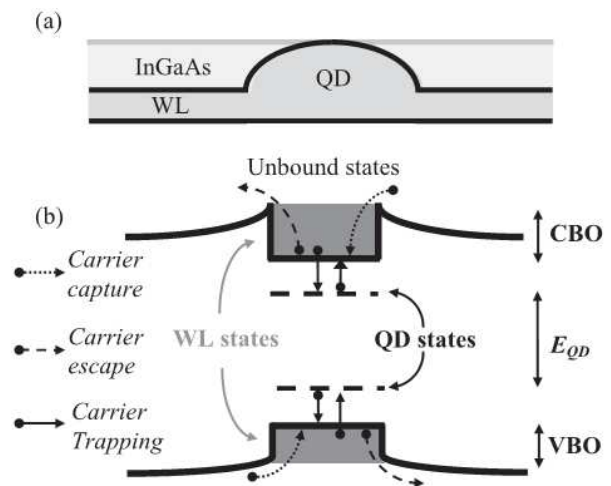 (a)
InGaAs
QD
WL
Unbound states
(b)
CBO
Carrier
capture
WL states
QD states
E_QD
Carrier
escape
Carrier
Trapping
VBO